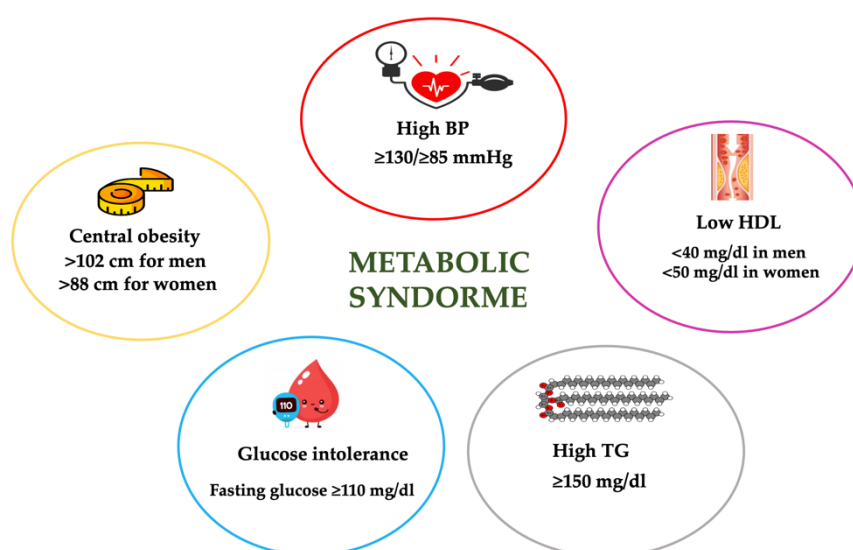 High BP
≥130/≥85 mmHg
Low HDL
<40 mg/dl in men
<50 mg/dl in women
Central obesity
>102 cm for men
>88 cm for women
METABOLIC
SYNDORME
110
Glucose intolerance
Fasting glucose ≥110 mg/dl
High TG
≥150 mg/dl